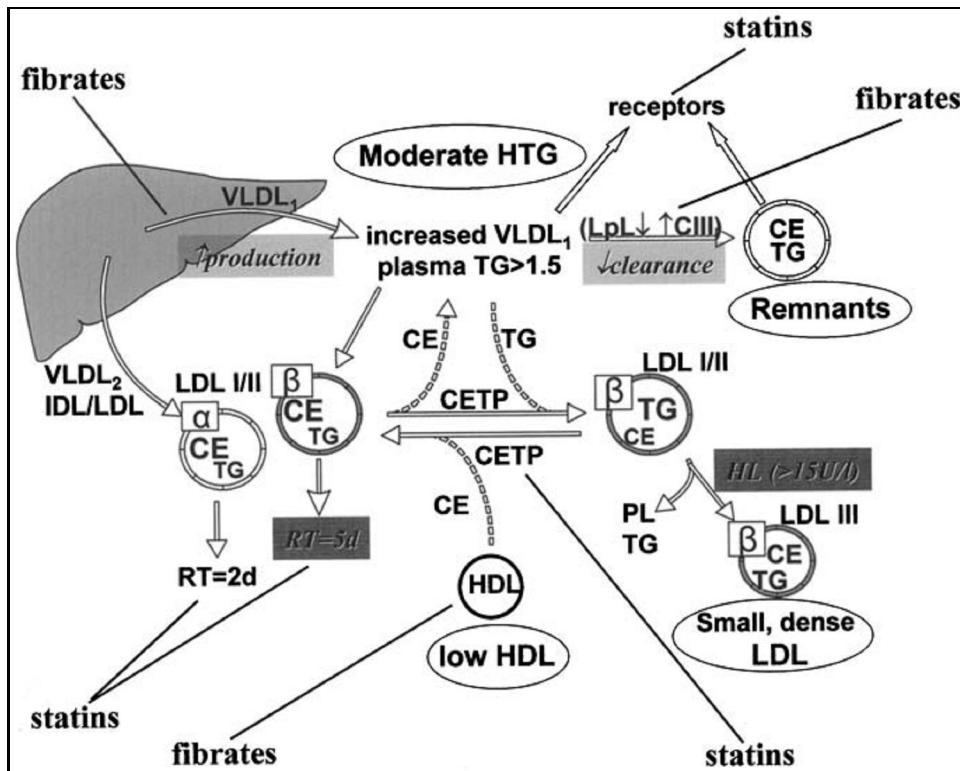 statins
fibrates
receptors
fibrates
Moderate HTG
VLDL₁
increased VLDL₁
plasma TG>1.5
↑production
(LpL↓ ↑CIII)
↓clearance
CE
TG
Remnants
CE
TG
VLDL₂
IDL/LDL
LDL I/II
α
CE
TG
β
CE
TG
CETP
CETP
LDL I/II
β
TG
CE
HL (>15U/l)
CE
PL
TG
LDL III
β
CE
TG
RT=5d
RT=2d
HDL
low HDL
Small, dense
LDL
statins
fibrates
statins